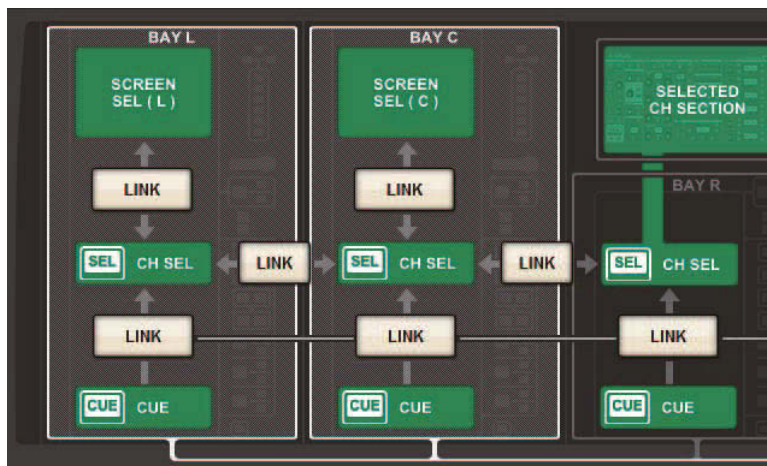 BAY L
BAY C
SCREEN
SEL ( L )
SCREEN
SEL ( C )
SELECTED
CH SECTION
LINK
LINK
BAY R
SEL CH SEL
LINK
SEL CH SEL
LINK
SEL CH SEL
LINK
LINK
LINK
CUE CUE
CUE CUE
CUE CUE